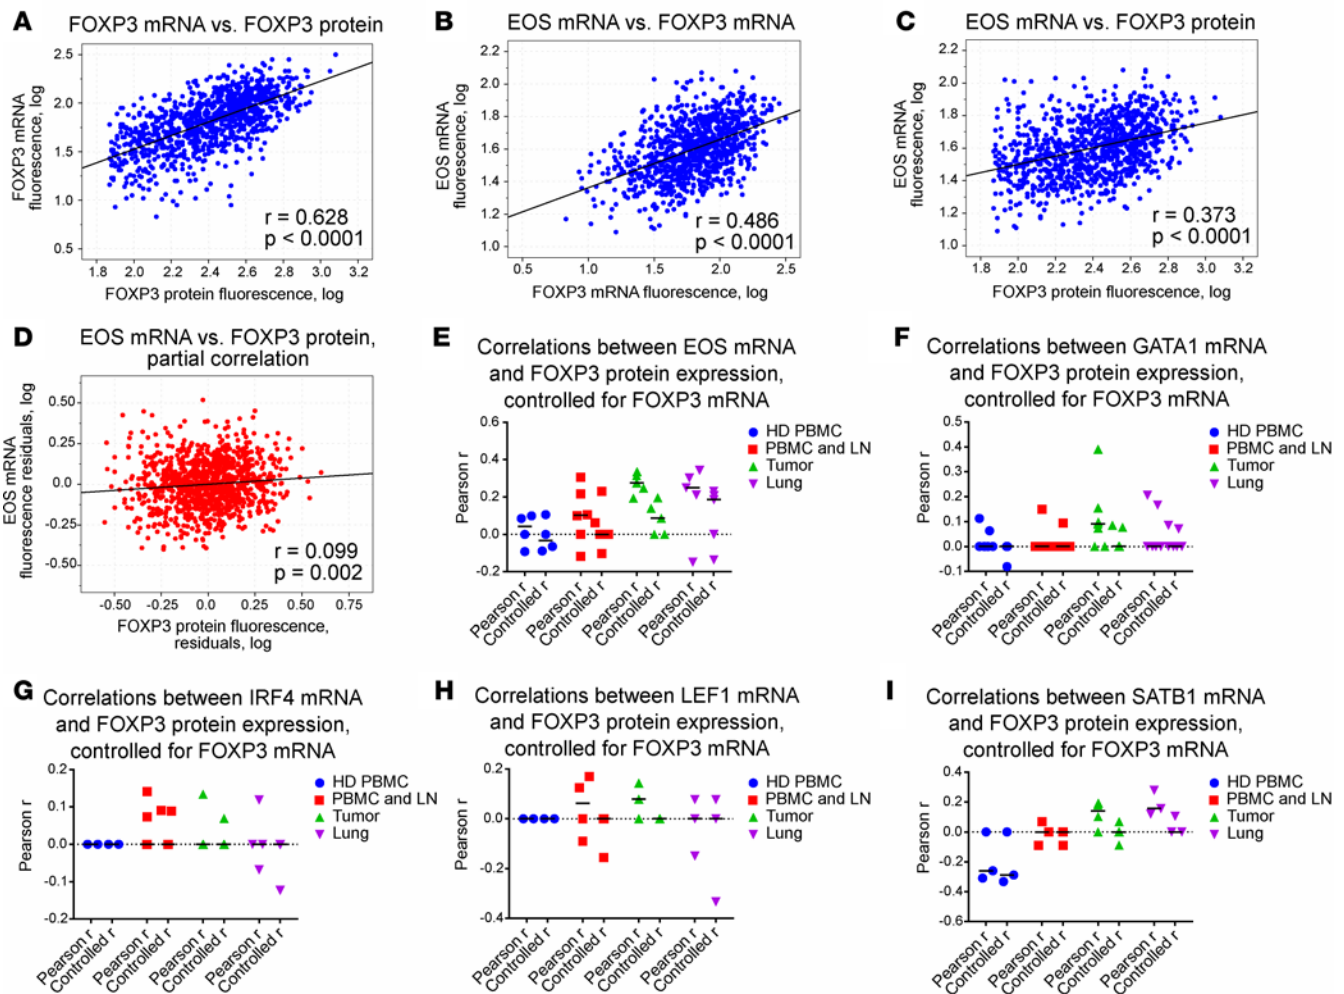 A FOXP3 mRNA vs. FOXP3 protein
FOXP3 mRNA
fluorescence, log
2.5
2.0
1.5
1.0
0.5
r = 0.628
p < 0.0001
1.8 2.0 2.2 2.4 2.6 2.8 3.0 3.2
FOXP3 protein fluorescence, log
B EOS mRNA vs. FOXP3 mRNA
EOS mRNA
fluorescence, log
2.2
2.0
1.8
1.6
1.4
1.2
1.0
r = 0.486
p < 0.0001
0.5 1.0 1.5 2.0 2.5
FOXP3 mRNA fluorescence, log
C EOS mRNA vs. FOXP3 protein
EOS mRNA
fluorescence, log
2.2
2.0
1.8
1.6
1.4
1.2
1.0
r = 0.373
p < 0.0001
1.8 2.0 2.2 2.4 2.6 2.8 3.0 3.2
FOXP3 protein fluorescence, log
D EOS mRNA vs. FOXP3 protein,
partial correlation
EOS mRNA
fluorescence residuals, log
0.50
0.25
0.0
-0.25
-0.50
r = 0.099
p = 0.002
-0.50 -0.25 0.0 0.25 0.50 0.75
FOXP3 protein fluorescence,
residuals, log
E Correlations between EOS mRNA
and FOXP3 protein expression,
controlled for FOXP3 mRNA
Pearson r
0.6
0.4
0.2
0.0
-0.2
HD PBMC
PBMC and LN
Tumor
Lung
Pearson r
Controlled r
Pearson r
Controlled r
Pearson r
Controlled r
Pearson r
Controlled r
F Correlations between GATA1 mRNA
and FOXP3 protein expression,
controlled for FOXP3 mRNA
Pearson r
0.5
0.4
0.3
0.2
0.1
0.0
-0.1
HD PBMC
PBMC and LN
Tumor
Lung
Pearson r
Controlled r
Pearson r
Controlled r
Pearson r
Controlled r
Pearson r
Controlled r
G Correlations between IRF4 mRNA
and FOXP3 protein expression,
controlled for FOXP3 mRNA
Pearson r
0.2
0.1
0.0
-0.1
-0.2
HD PBMC
PBMC and LN
Tumor
Lung
Pearson r
Controlled r
Pearson r
Controlled r
Pearson r
Controlled r
Pearson r
Controlled r
H Correlations between LEF1 mRNA
and FOXP3 protein expression,
controlled for FOXP3 mRNA
Pearson r
0.2
0.0
-0.2
-0.4
HD PBMC
PBMC and LN
Tumor
Lung
Pearson r
Controlled r
Pearson r
Controlled r
Pearson r
Controlled r
Pearson r
Controlled r
I Correlations between SATB1 mRNA
and FOXP3 protein expression,
controlled for FOXP3 mRNA
Pearson r
0.4
0.2
0.0
-0.2
-0.4
-0.6
HD PBMC
PBMC and LN
Tumor
Lung
Pearson r
Controlled r
Pearson r
Controlled r
Pearson r
Controlled r
Pearson r
Controlled r